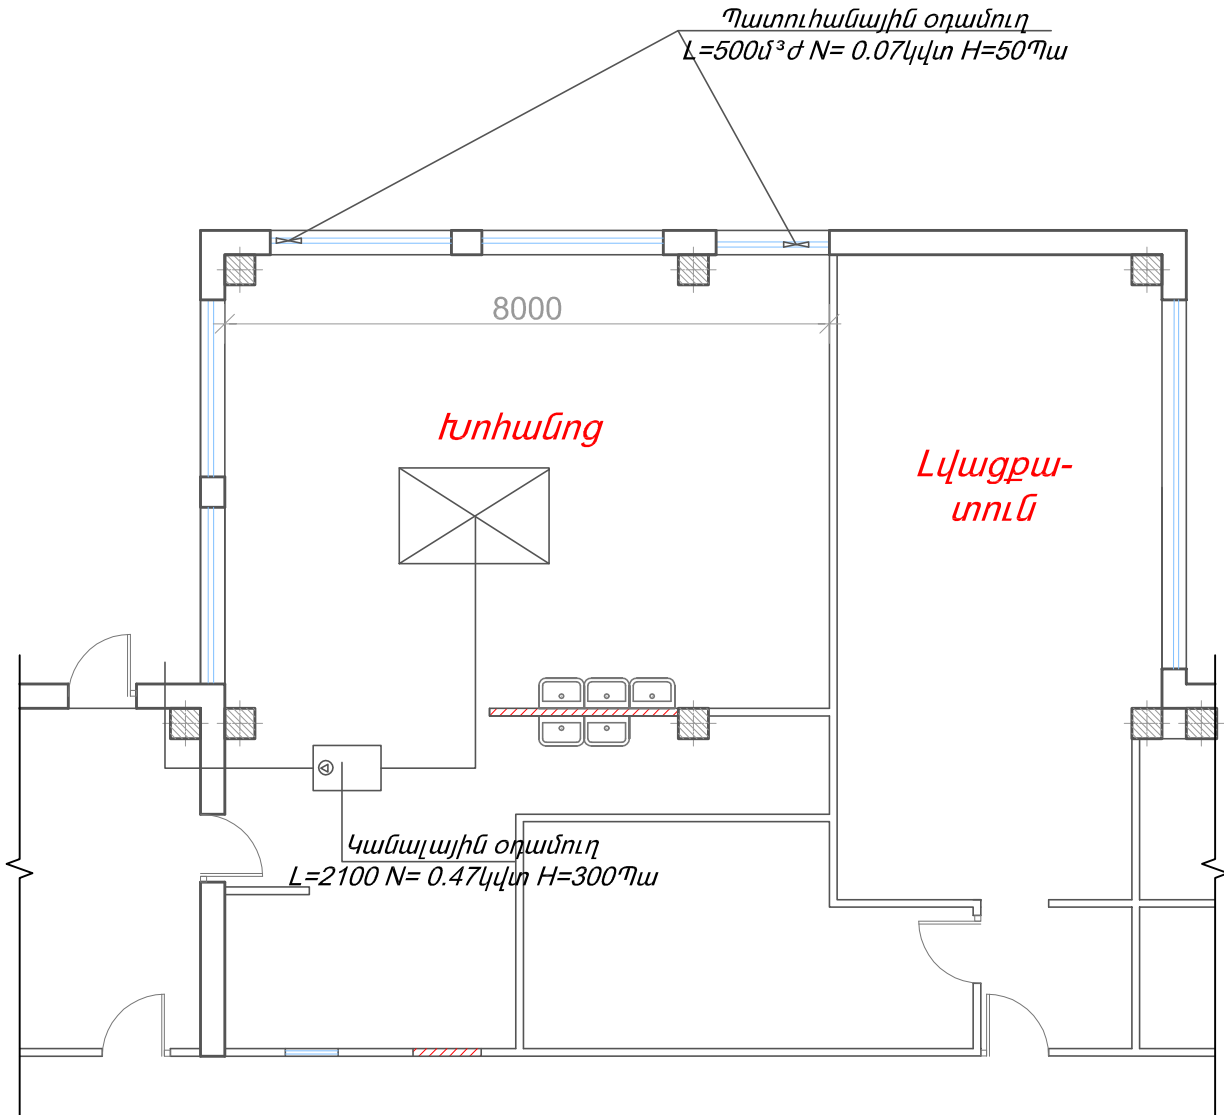 Պատուհանային օդամուղ
L=500մ³ժ N= 0.07կվտ H=50Պա
8000
Խոհանոց
Լվացքա-
տուն
Կանալային օդամուղ
L=2100 N= 0.47կվտ H=300Պա